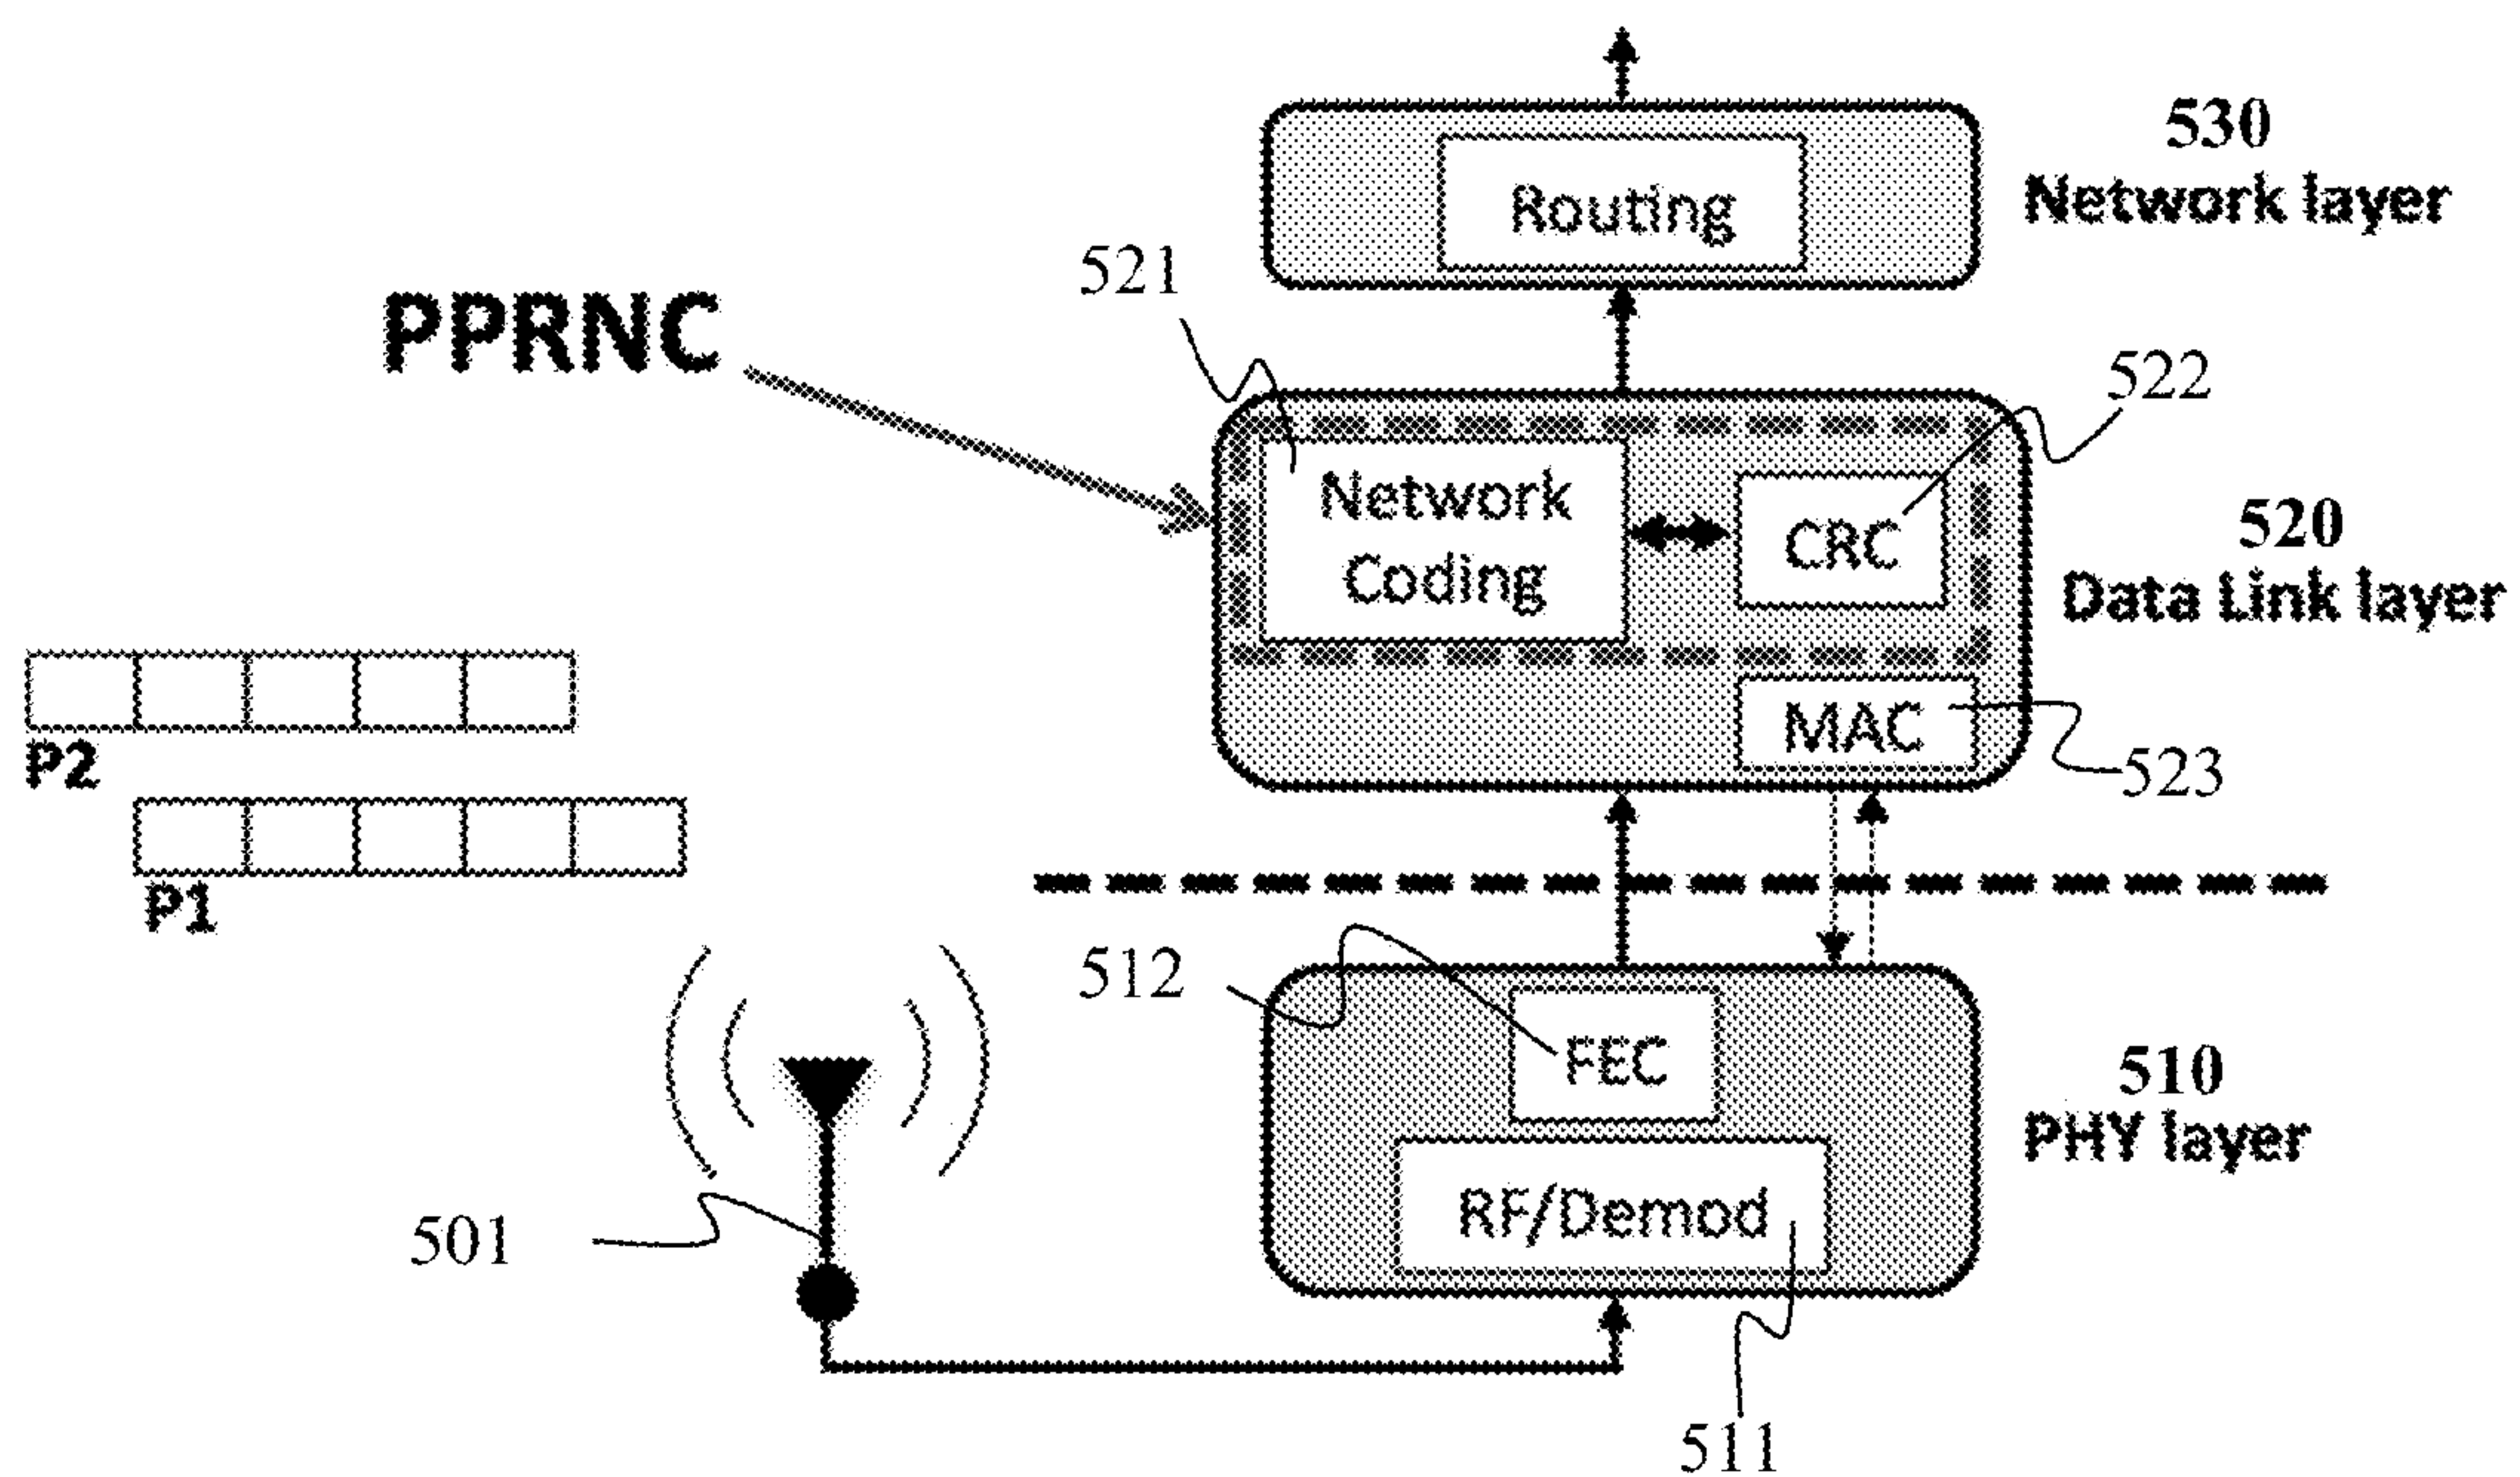 530
Network layer
Routing
521
PPRNC
522
Network
Coding
CRC
520
Data Link layer
MAC
523
P2
P1
512
FEC
510
PHY layer
RF/Demod
501
511